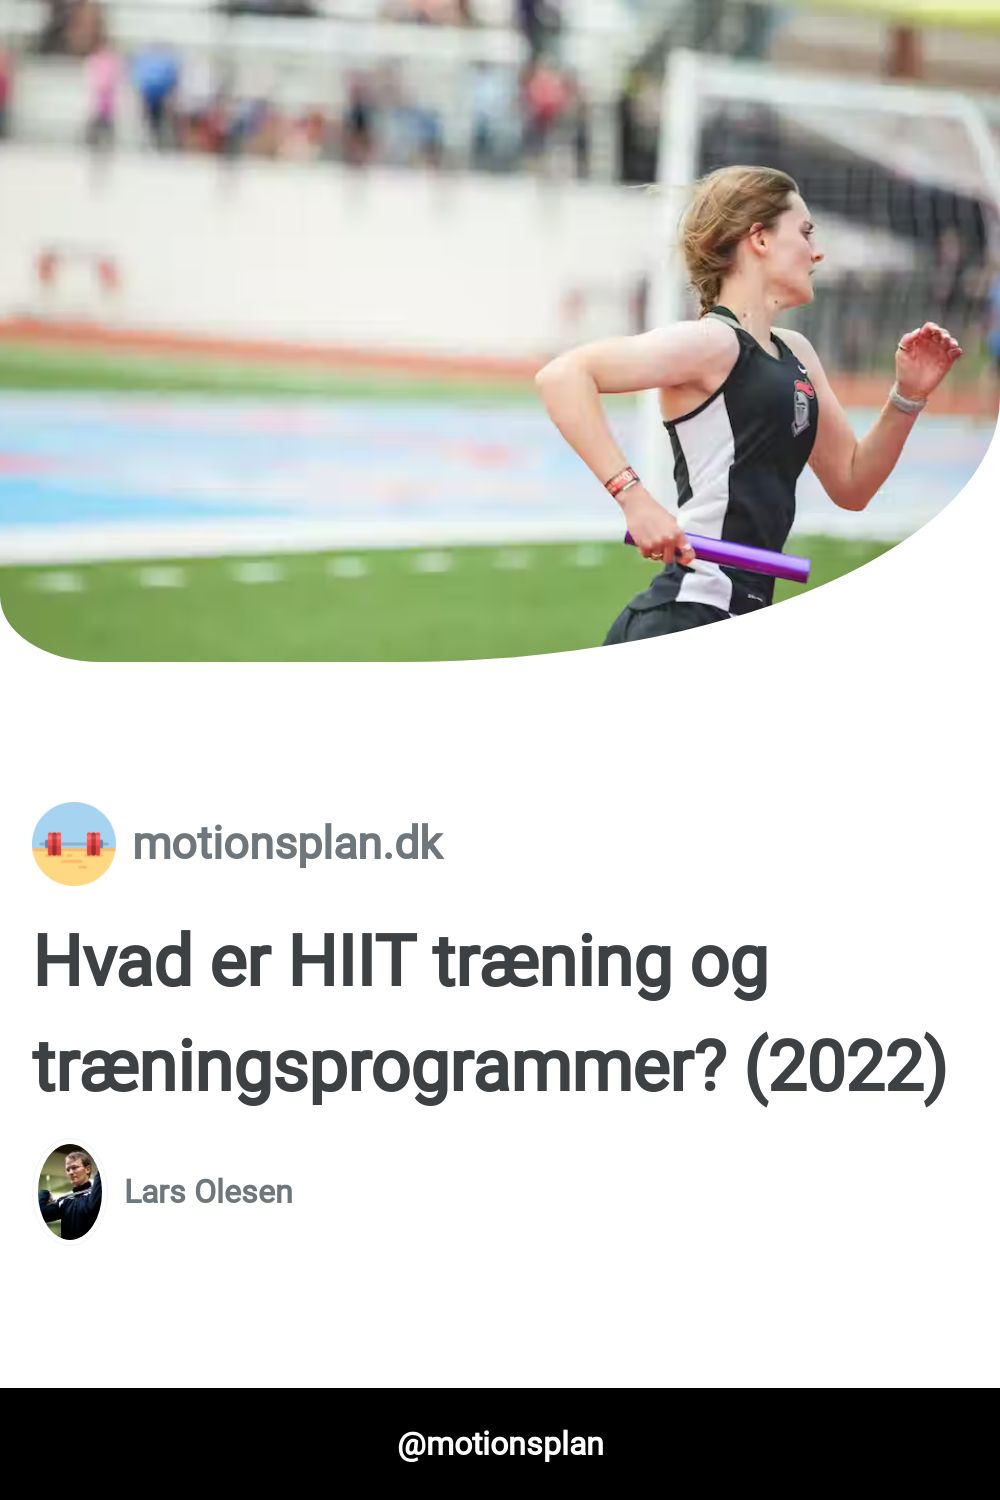 motionsplan.dk
Hvad er HIIT træning og
træningsprogrammer? (2022)
Lars Olesen
@motionsplan